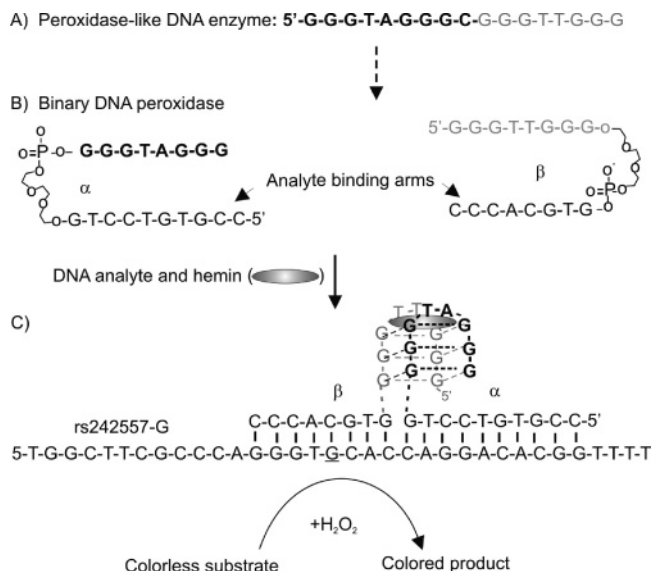 A) Peroxidase-like DNA enzyme: 5'-G-G-G-T-A-G-G-G-C-G-G-G-T-T-G-G-G
B) Binary DNA peroxidase
5'-G-G-G-T-T-G-G-G-o
o
o=P-o- G-G-G-T-A-G-G-G
o
o
o
α
o-G-T-C-C-T-G-T-G-C-C-5'
Analyte binding arms
β
o
o
o-
o=P-o
C-C-C-A-C-G-T-G-o
DNA analyte and hemin ( )
C)
T T T-A
G G G G
G G G G
G G G G
5'
β α
rs242557-G
C-C-C-A-C-G-T-G G-T-C-C-T-G-T-G-C-C-5'
5-T-G-G-C-T-T-C-G-C-C-C-A-G-G-G-T-G-C-A-C-C-A-G-G-A-C-A-C-G-G-T-T-T-T
+H₂O₂
Colorless substrate Colored product